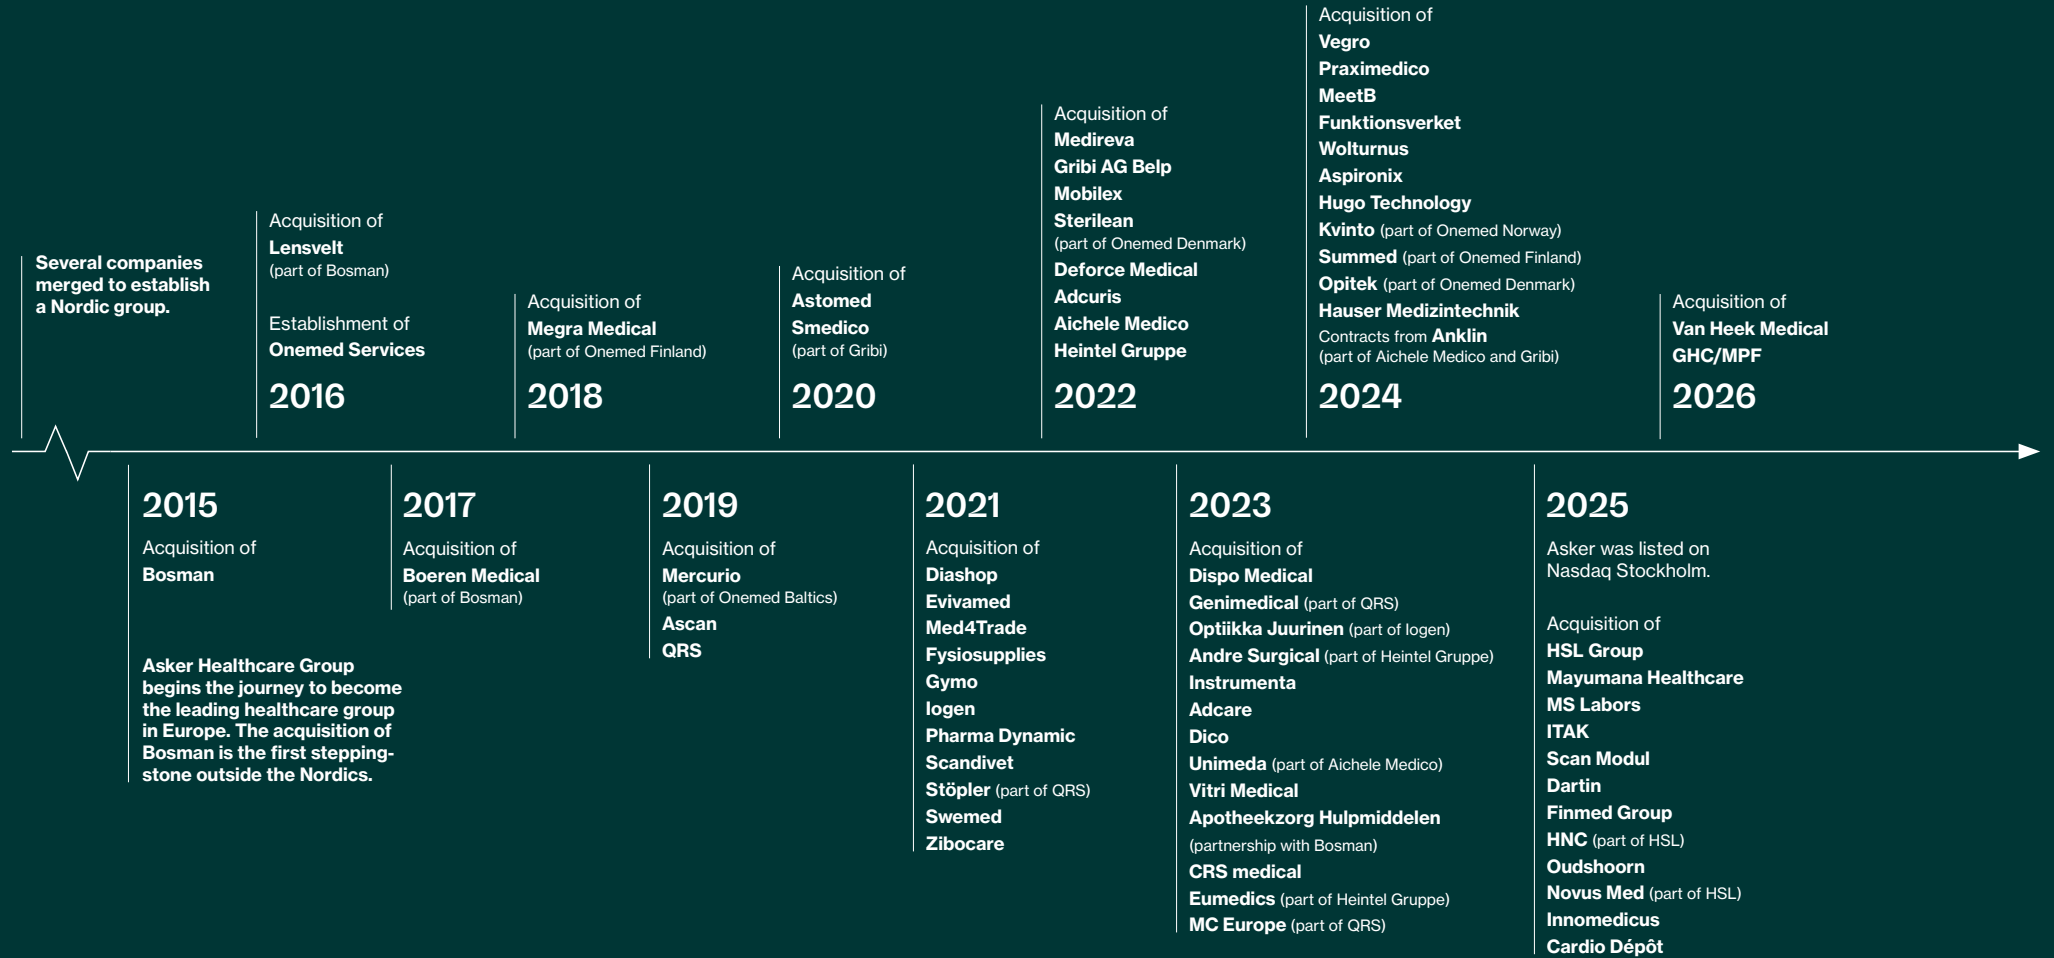 Several companies
merged to establish
a Nordic group.
2015
Acquisition of
Bosman
Asker Healthcare Group
begins the journey to become
the leading healthcare group
in Europe. The acquisition of
Bosman is the first stepping-
stone outside the Nordics.
Acquisition of
Lensvelt
(part of Bosman)
Establishment of
Onemed Services
2016
2017
Acquisition of
Boeren Medical
(part of Bosman)
Acquisition of
Megra Medical
(part of Onemed Finland)
2018
2019
Acquisition of
Mercurio
(part of Onemed Baltics)
Ascan
QRS
Acquisition of
Astomed
Smedico
(part of Gribi)
2020
2021
Acquisition of
Diashop
Evivamed
Med4Trade
Fysiosupplies
Gymo
Iogen
Pharma Dynamic
Scandivet
Stöpler (part of QRS)
Swemed
Zibocare
Acquisition of
Medireva
Gribi AG Belp
Mobilex
Sterilean
(part of Onemed Denmark)
Deforce Medical
Adcuris
Aichele Medico
Heintel Gruppe
2022
2023
Acquisition of
Dispo Medical
Genimedical (part of QRS)
Optiikka Juurinen (part of Iogen)
Andre Surgical (part of Heintel Gruppe)
Instrumenta
Adcare
Dico
Unimeda (part of Aichele Medico)
Vitri Medical
Apotheekzorg Hulpmiddelen
(partnership with Bosman)
CRS medical
Eumedics (part of Heintel Gruppe)
MC Europe (part of QRS)
Acquisition of
Vegro
Praximedico
MeetB
Funktionsverket
Wolturnus
Aspironix
Hugo Technology
Kvinto (part of Onemed Norway)
Summed (part of Onemed Finland)
Opitek (part of Onemed Denmark)
Hauser Medizintechnik
Contracts from Anklin
(part of Aichele Medico and Gribi)
2024
2025
Asker was listed on
Nasdaq Stockholm.
Acquisition of
HSL Group
Mayumana Healthcare
MS Labors
ITAK
Scan Modul
Dartin
Finmed Group
HNC (part of HSL)
Oudshoorn
Novus Med (part of HSL)
Innomedicus
Cardio Dépôt
Acquisition of
Van Heek Medical
GHC/MPF
2026